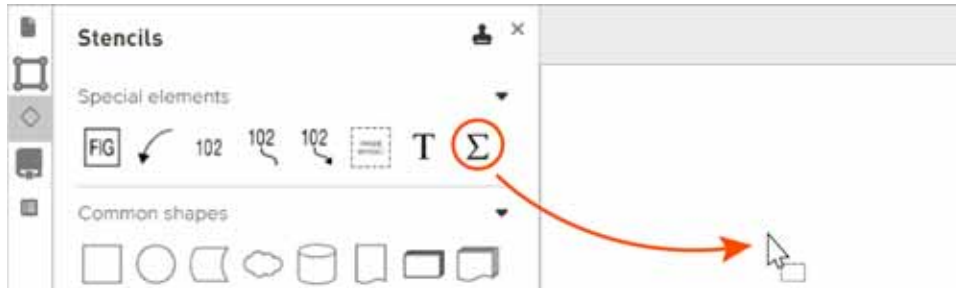 Stencils ×
Special elements
FIG 102 102 102 T Σ
Common shapes